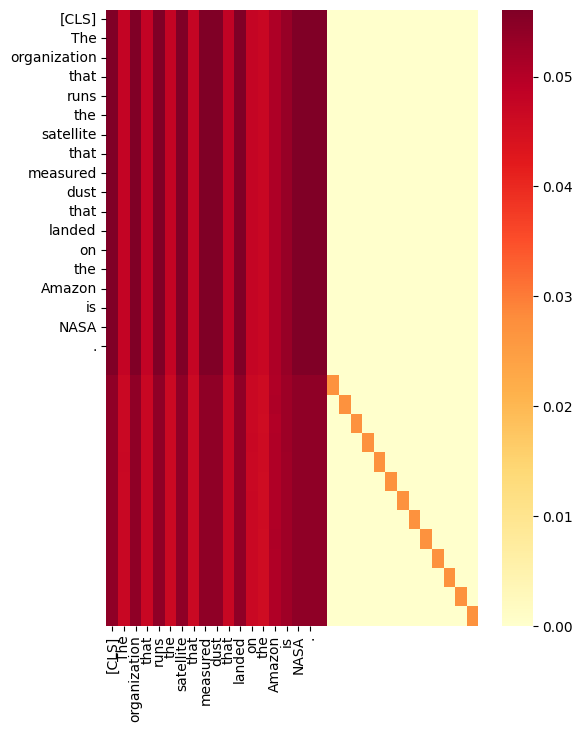 [CLS]
The
organization
that
runs
the
satellite
that
measured
dust
that
landed
on
the
Amazon
is
NASA
.
0.05
0.04
0.03
0.02
0.01
0.00
[CLS]
The
organization
that
runs
the
satellite
that
measured
dust
that
landed
on
the
Amazon
is
NASA
.